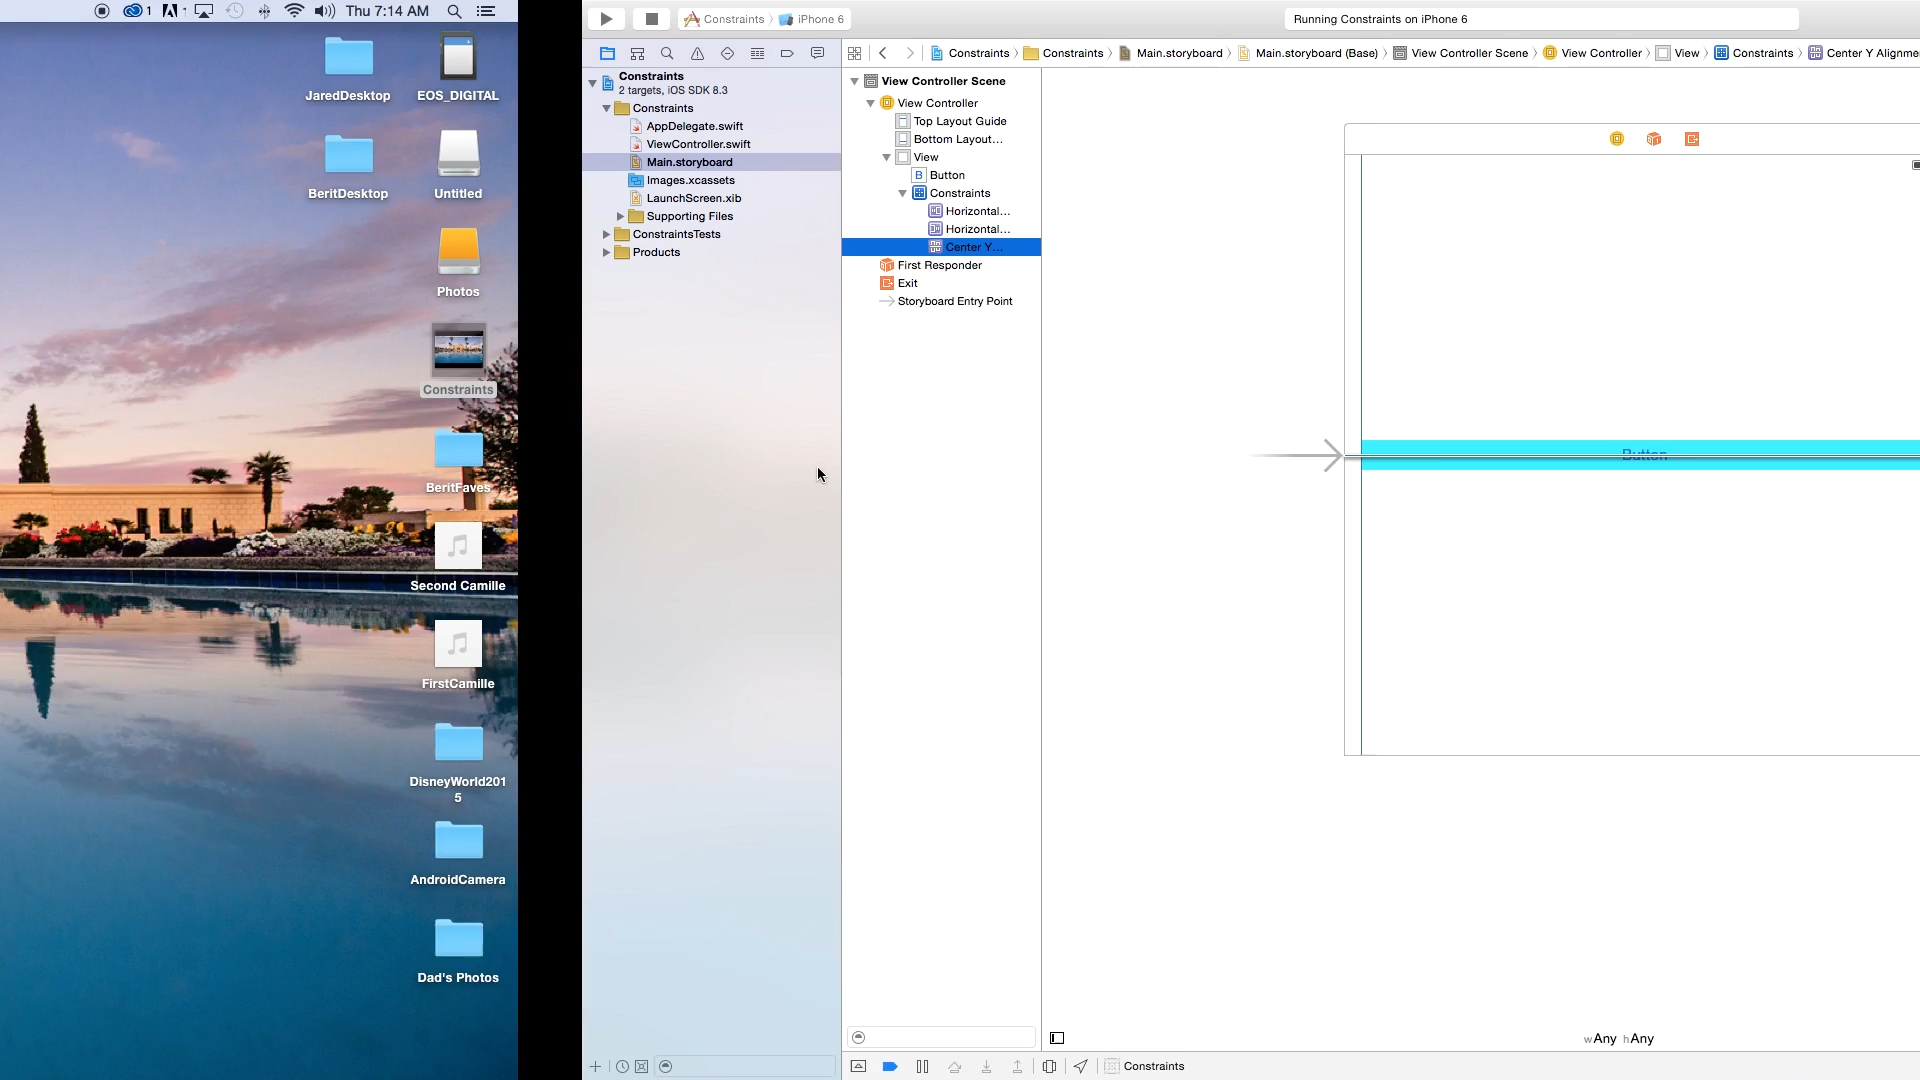 1
1
Thu 7:14 AM
JaredDesktop
EOS_DIGITAL
BeritDesktop
Untitled
Photos
Constraints
BeritFaves
Second Camille
FirstCamille
DisneyWorld201
5
AndroidCamera
Dad's Photos
Constraints
iPhone 6
Running Constraints on iPhone 6
Constraints
Constraints
Main.storyboard
Main.storyboard (Base)
View Controller Scene
View Controller
View
Constraints
Center Y Alignme
Constraints
2 targets, iOS SDK 8.3
Constraints
AppDelegate.swift
ViewController.swift
Main.storyboard
Images.xcassets
LaunchScreen.xib
Supporting Files
ConstraintsTests
Products
View Controller Scene
View Controller
Top Layout Guide
Bottom Layout...
View
B Button
Constraints
Horizontal...
Horizontal...
Center Y...
First Responder
Exit
Storyboard Entry Point
Button
wAny hAny
Constraints